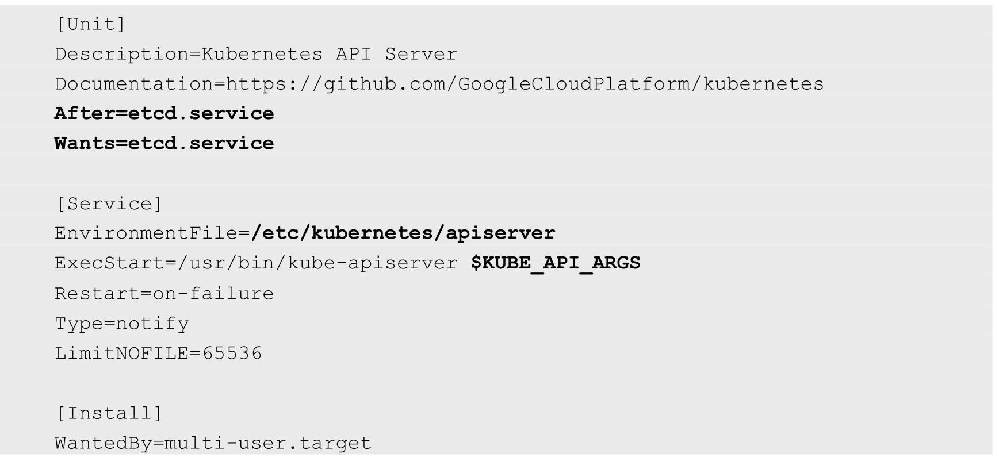 [Unit]
Description=Kubernetes API Server
Documentation=https://github.com/GoogleCloudPlatform/kubernetes
After=etcd.service
Wants=etcd.service
[Service]
EnvironmentFile=/etc/kubernetes/apiserver
ExecStart=/usr/bin/kube-apiserver $KUBE_API_ARGS
Restart=on-failure
Type=notify
LimitNOFILE=65536
[Install]
WantedBy=multi-user.target